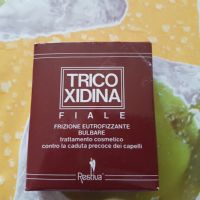 TRICO
XIDINA
FIALE
FRIZIONE EUTROFIZZANTE
BULBARE
trattamento cosmetico
contro la caduta precoce dei capelli
Restiva